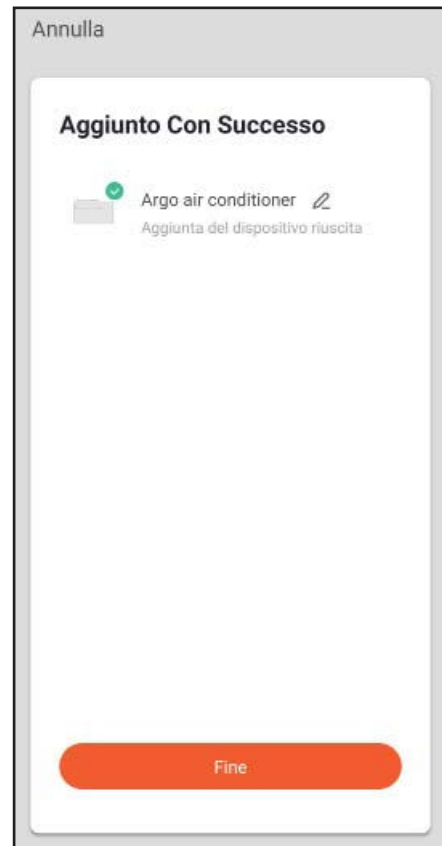 Annulla
Aggiunto Con Successo
Argo air conditioner
Aggiunta del dispositivo riuscita
Fine